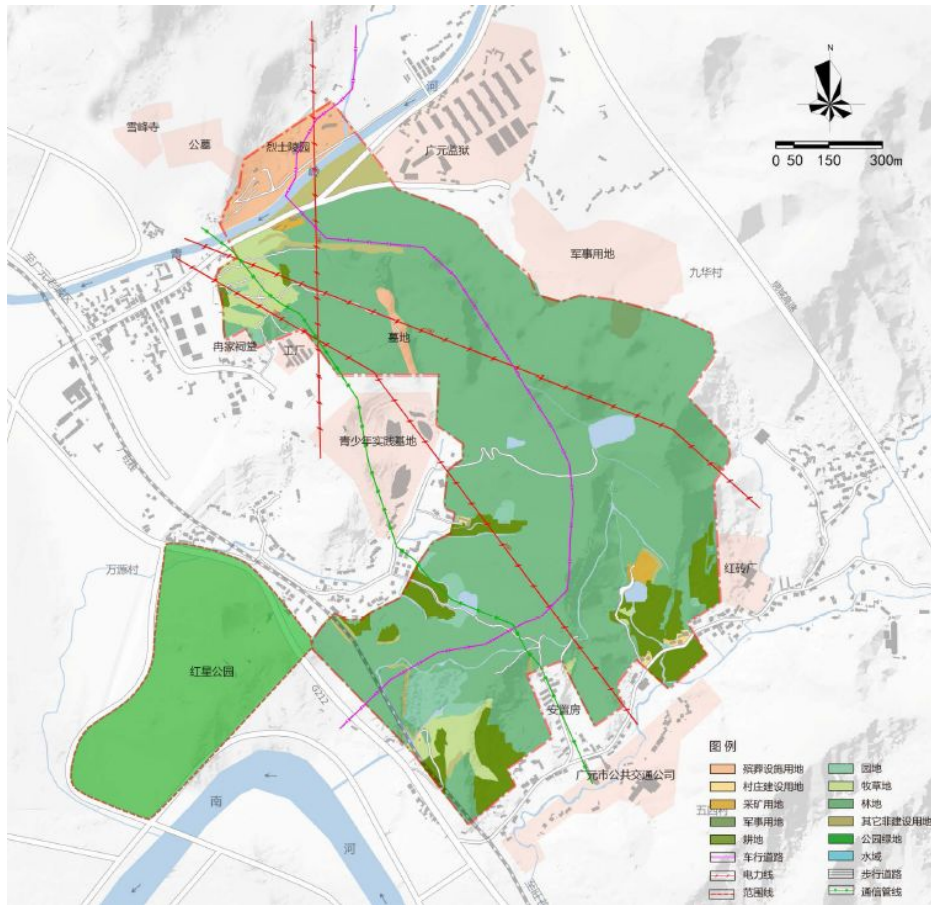 N
0 50 150 300m
河
雪峰寺
公墓
烈士陵园
广元监狱
军事用地
九华村
南
墓地
冉家祠堂
工厂
青少年实践基地
万源村
红砖厂
红星公园
G212
安置房
广元市公共交通公司
南
河
图 例
殡葬设施用地
村庄建设用地
采矿用地
军事用地
耕地
车行道路
电力线
范围线
园地
牧草地
林地
其它非建设用地
公园绿地
水域
步行道路
通信管线